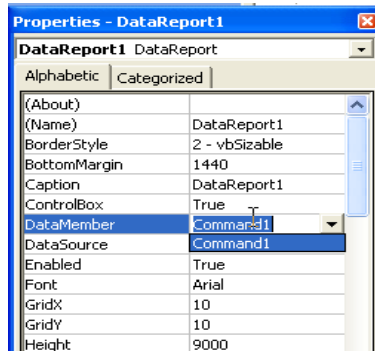 Properties - DataReport1
DataReport1 DataReport
Alphabetic Categorized
(About)
(Name) DataReport1
BorderStyle 2 - vbSizable
BottomMargin 1440
Caption DataReport1
ControlBox True
DataMember Command1
DataSource Command1
Enabled True
Font Arial
GridX 10
GridY 10
Height 9000